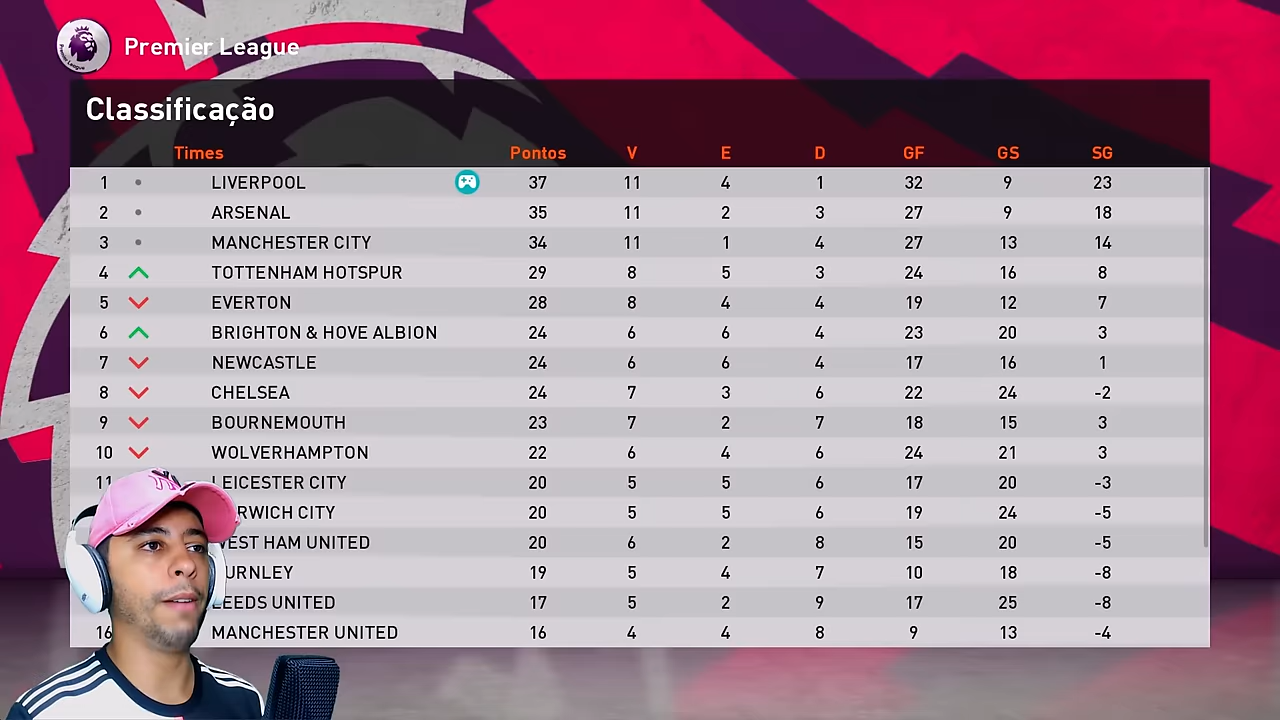 Premier League
Classificação
Times Pontos V E D GF GS SG
1 LIVERPOOL 37 11 4 1 32 9 23
2 ARSENAL 35 11 2 3 27 9 18
3 MANCHESTER CITY 34 11 1 4 27 13 14
4 TOTTENHAM HOTSPUR 29 8 5 3 24 16 8
5 EVERTON 28 8 4 4 19 12 7
6 BRIGHTON & HOVE ALBION 24 6 6 4 23 20 3
7 NEWCASTLE 24 6 6 4 17 16 1
8 CHELSEA 24 7 3 6 22 24 -2
9 BOURNEMOUTH 23 7 2 7 18 15 3
10 WOLVERHAMPTON 22 6 4 6 24 21 3
11 LEICESTER CITY 20 5 5 6 17 20 -3
RWICH CITY 20 5 5 6 19 24 -5
WEST HAM UNITED 20 6 2 8 15 20 -5
URNLEY 19 5 4 7 10 18 -8
LEEDS UNITED 17 5 2 9 17 25 -8
16 MANCHESTER UNITED 16 4 4 8 9 13 -4